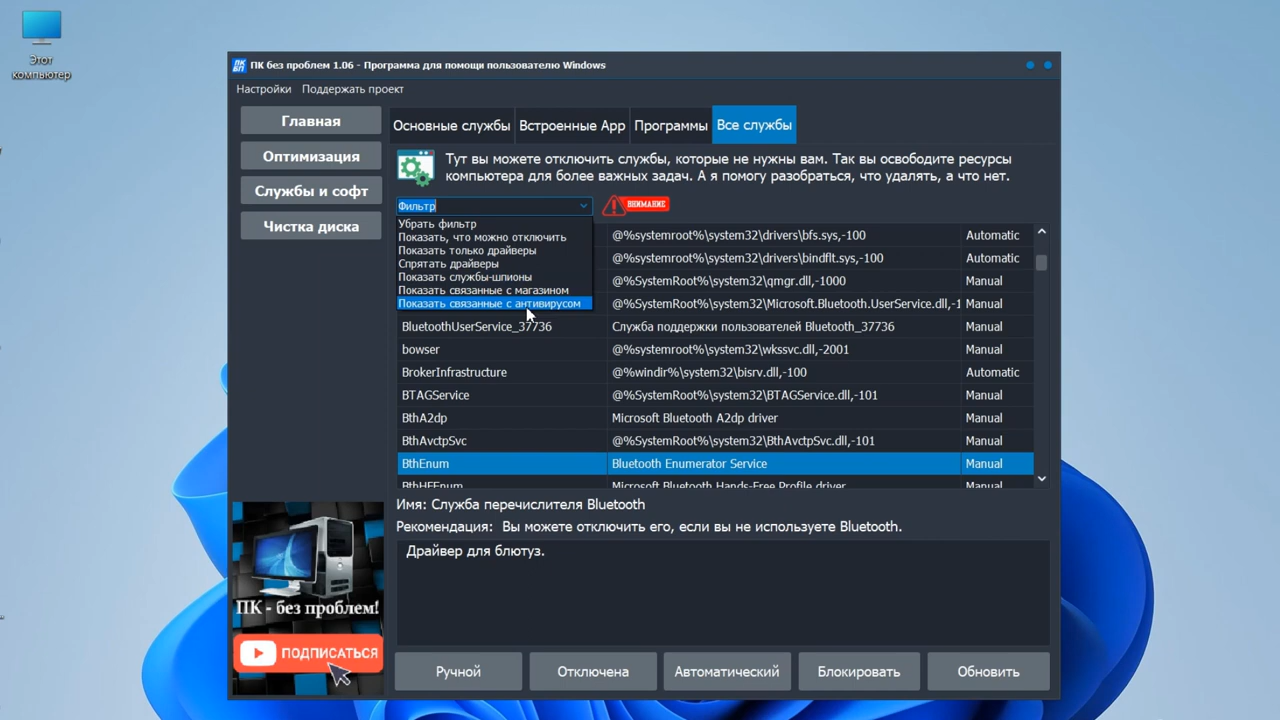 Этот
компьютер
ПК без проблем 1.06 - Программа для помощи пользователю Windows
Настройки Поддержать проект
Главная
Оптимизация
Службы и софт
Чистка диска
Основные службы Встроенные App Программы Все службы
Тут вы можете отключить службы, которые не нужны вам. Так вы освободите ресурсы
компьютера для более важных задач. А я помогу разобраться, что удалять, а что нет.
Фильтр ВНИМАНИЕ
Убрать фильтр
Показать, что можно отключить
Показать только драйверы
Спрятать драйверы
Показать службы-шпионы
Показать связанные с магазином
Показать связанные с антивирусом
@%systemroot%\system32\drivers\bfs.sys,-100 Automatic
@%systemroot%\system32\drivers\bindflt.sys,-100 Automatic
@%SystemRoot%\system32\qmgr.dll,-1000 Manual
@%SystemRoot%\system32\Microsoft.Bluetooth.UserService.dll,-1 Manual
BluetoothUserService_37736 Служба поддержки пользователей Bluetooth_37736 Manual
bowser @%systemroot%\system32\wkssvc.dll,-2001 Manual
BrokerInfrastructure @%windir%\system32\bisrv.dll,-100 Automatic
BTAGService @%SystemRoot%\system32\BTAGService.dll,-101 Manual
BthA2dp Microsoft Bluetooth A2dp driver Manual
BthAvctpSvc @%SystemRoot%\system32\BthAvctpSvc.dll,-101 Manual
BthEnum Bluetooth Enumerator Service Manual
BthHFEnum Microsoft Bluetooth Hands-Free Profile driver Manual
Имя: Служба перечислителя Bluetooth
Рекомендация: Вы можете отключить его, если вы не используете Bluetooth.
Драйвер для блютуз.
ПК - без проблем!
ПОДПИСАТЬСЯ
Ручной Отключена Автоматический Блокировать Обновить